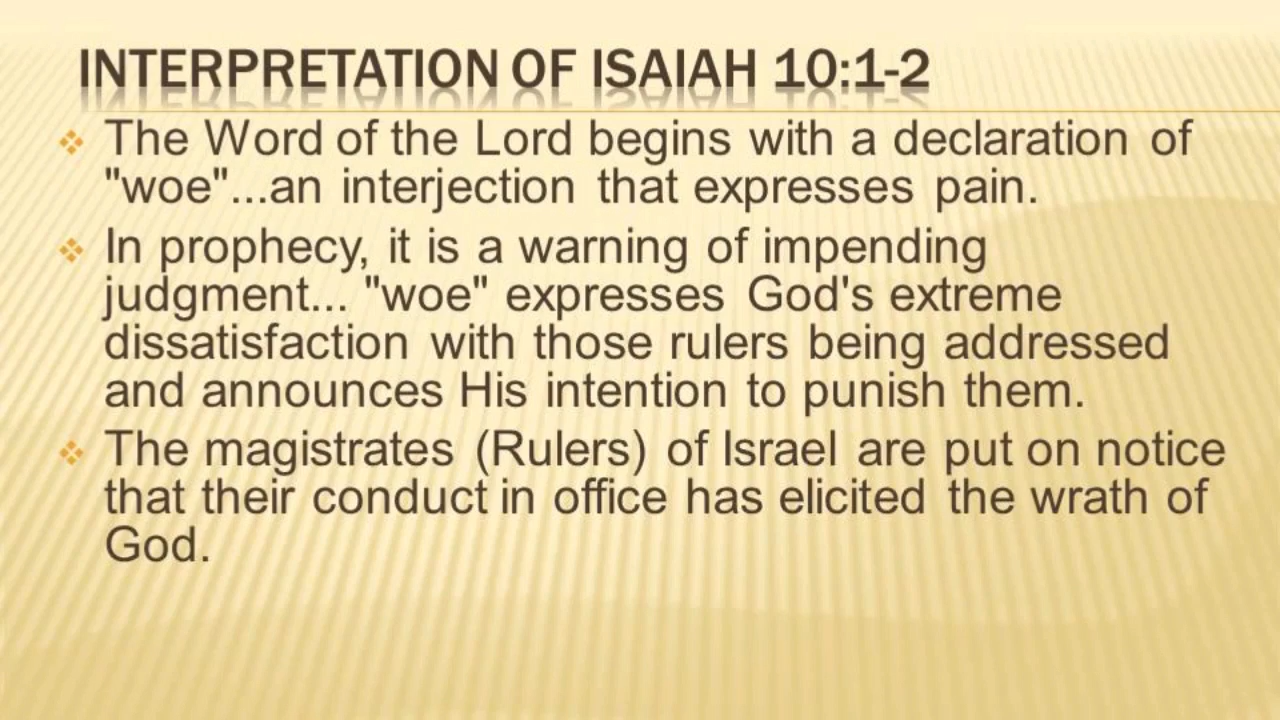 INTERPRETATION OF ISAIAH 10:1-2
The Word of the Lord begins with a declaration of
"woe"...an interjection that expresses pain.
In prophecy, it is a warning of impending
judgment... "woe" expresses God's extreme
dissatisfaction with those rulers being addressed
and announces His intention to punish them.
The magistrates (Rulers) of Israel are put on notice
that their conduct in office has elicited the wrath of
God.